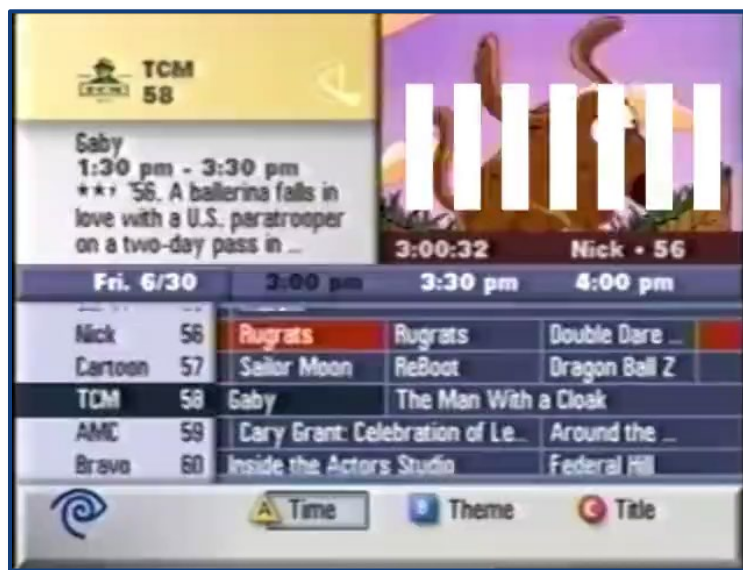 TCM
TCM
58
Gaby
1:30 pm - 3:30 pm
'56. A ballerina falls in
love with a U.S. paratrooper
on a two-day pass in ...
3:00:32 Nick • 56
Fri. 6/30 3:00 pm 3:30 pm 4:00 pm
Nick 56 Rugrats Rugrats Double Dare ...
Cartoon 57 Sailor Moon ReBoot Dragon Ball Z
TCM 58 Gaby The Man With a Cloak
AMC 59 Cary Grant: Celebration of Le... Around the ...
Bravo 60 Inside the Actors Studio Federal Hill
A Time B Theme C Title